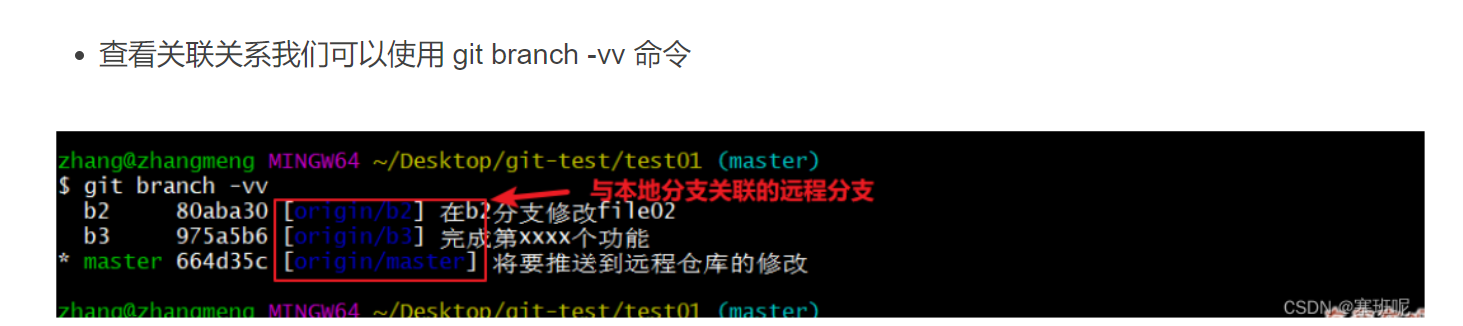 • 查看关联关系我们可以使用 git branch -vv 命令
zhang@zhangmeng MINGW64 ~/Desktop/git-test/test01 (master)
$ git branch -vv
与本地分支关联的远程分支
b2 80aba30 [origin/b2] 在b2分支修改file02
b3 975a5b6 [origin/b3] 完成第xxxx个功能
* master 664d35c [origin/master] 将要推送到远程仓库的修改
zhang@zhangmeng MINGW64 ~/Desktop/git-test/test01 (master)
CSDN @塞班呢